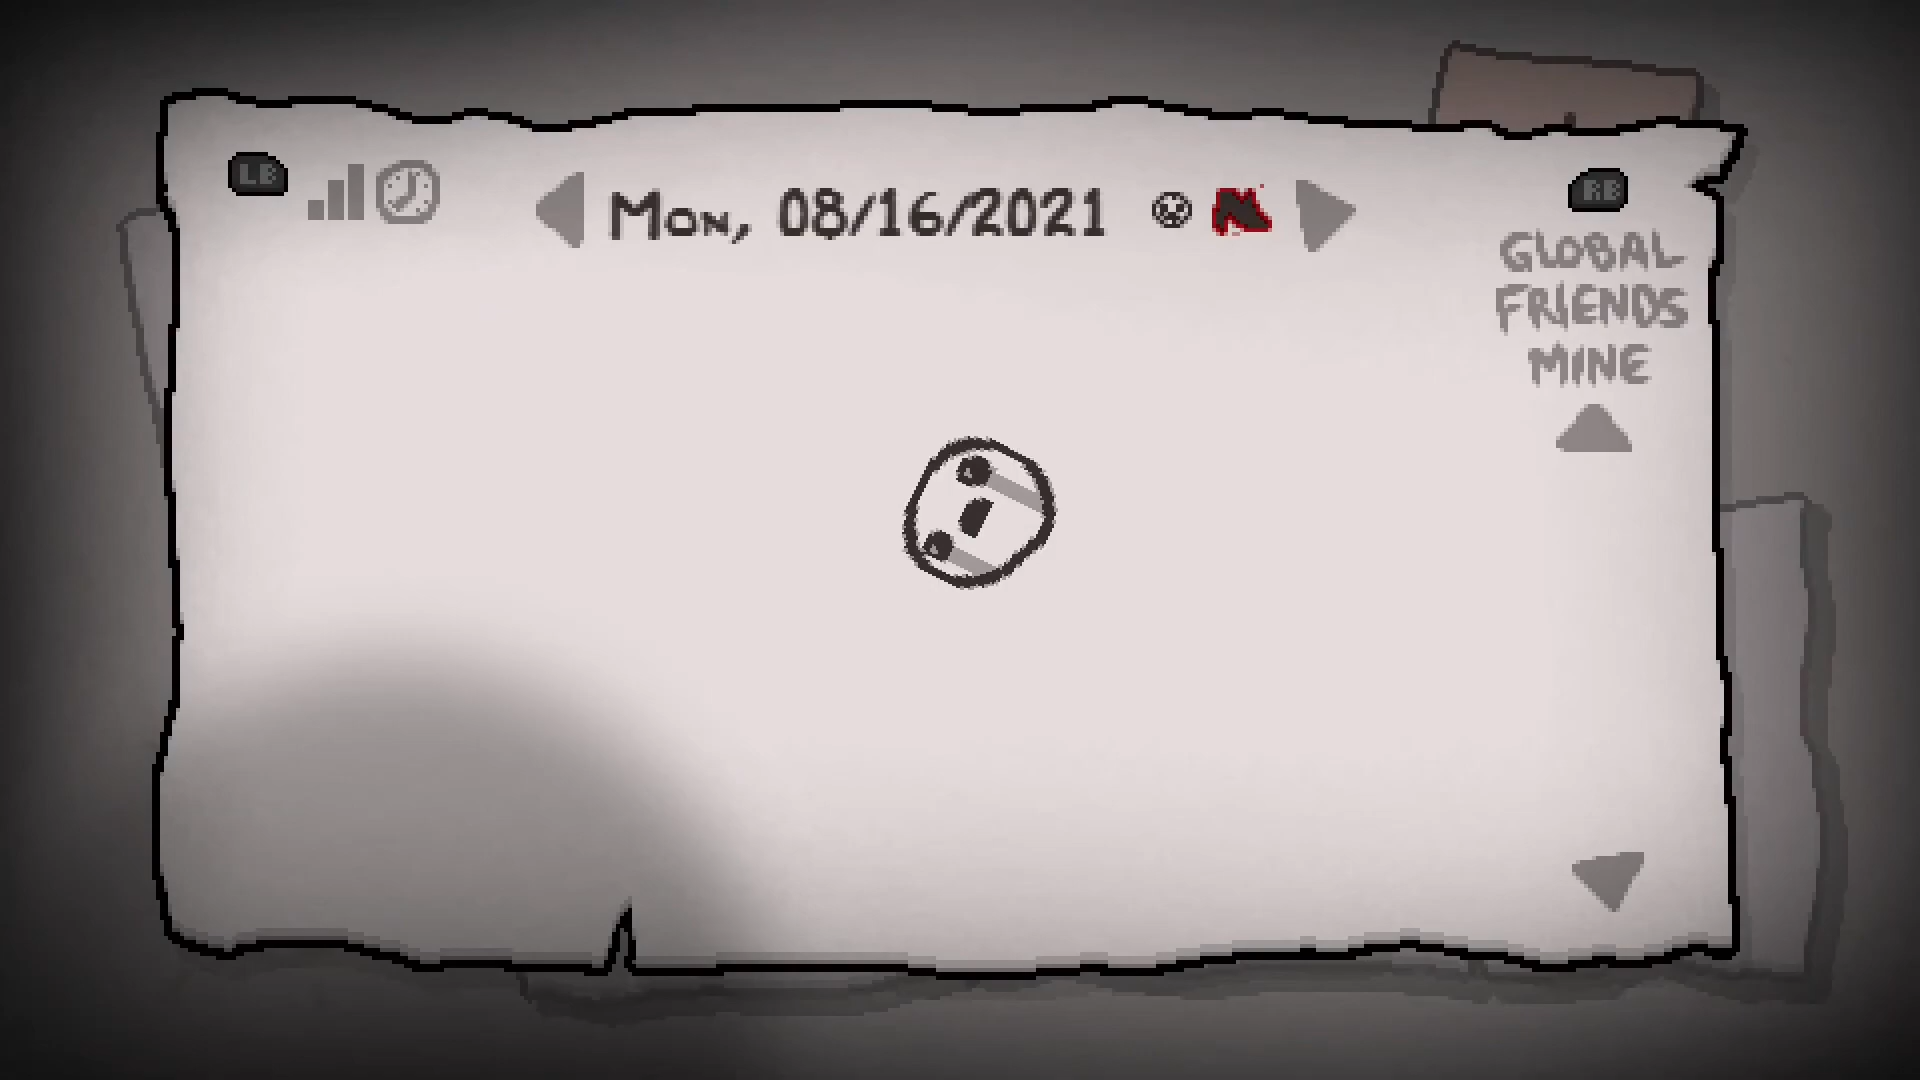 LB
Mon, 08/16/2021
RB
GLOBAL
FRIENDS
MINE